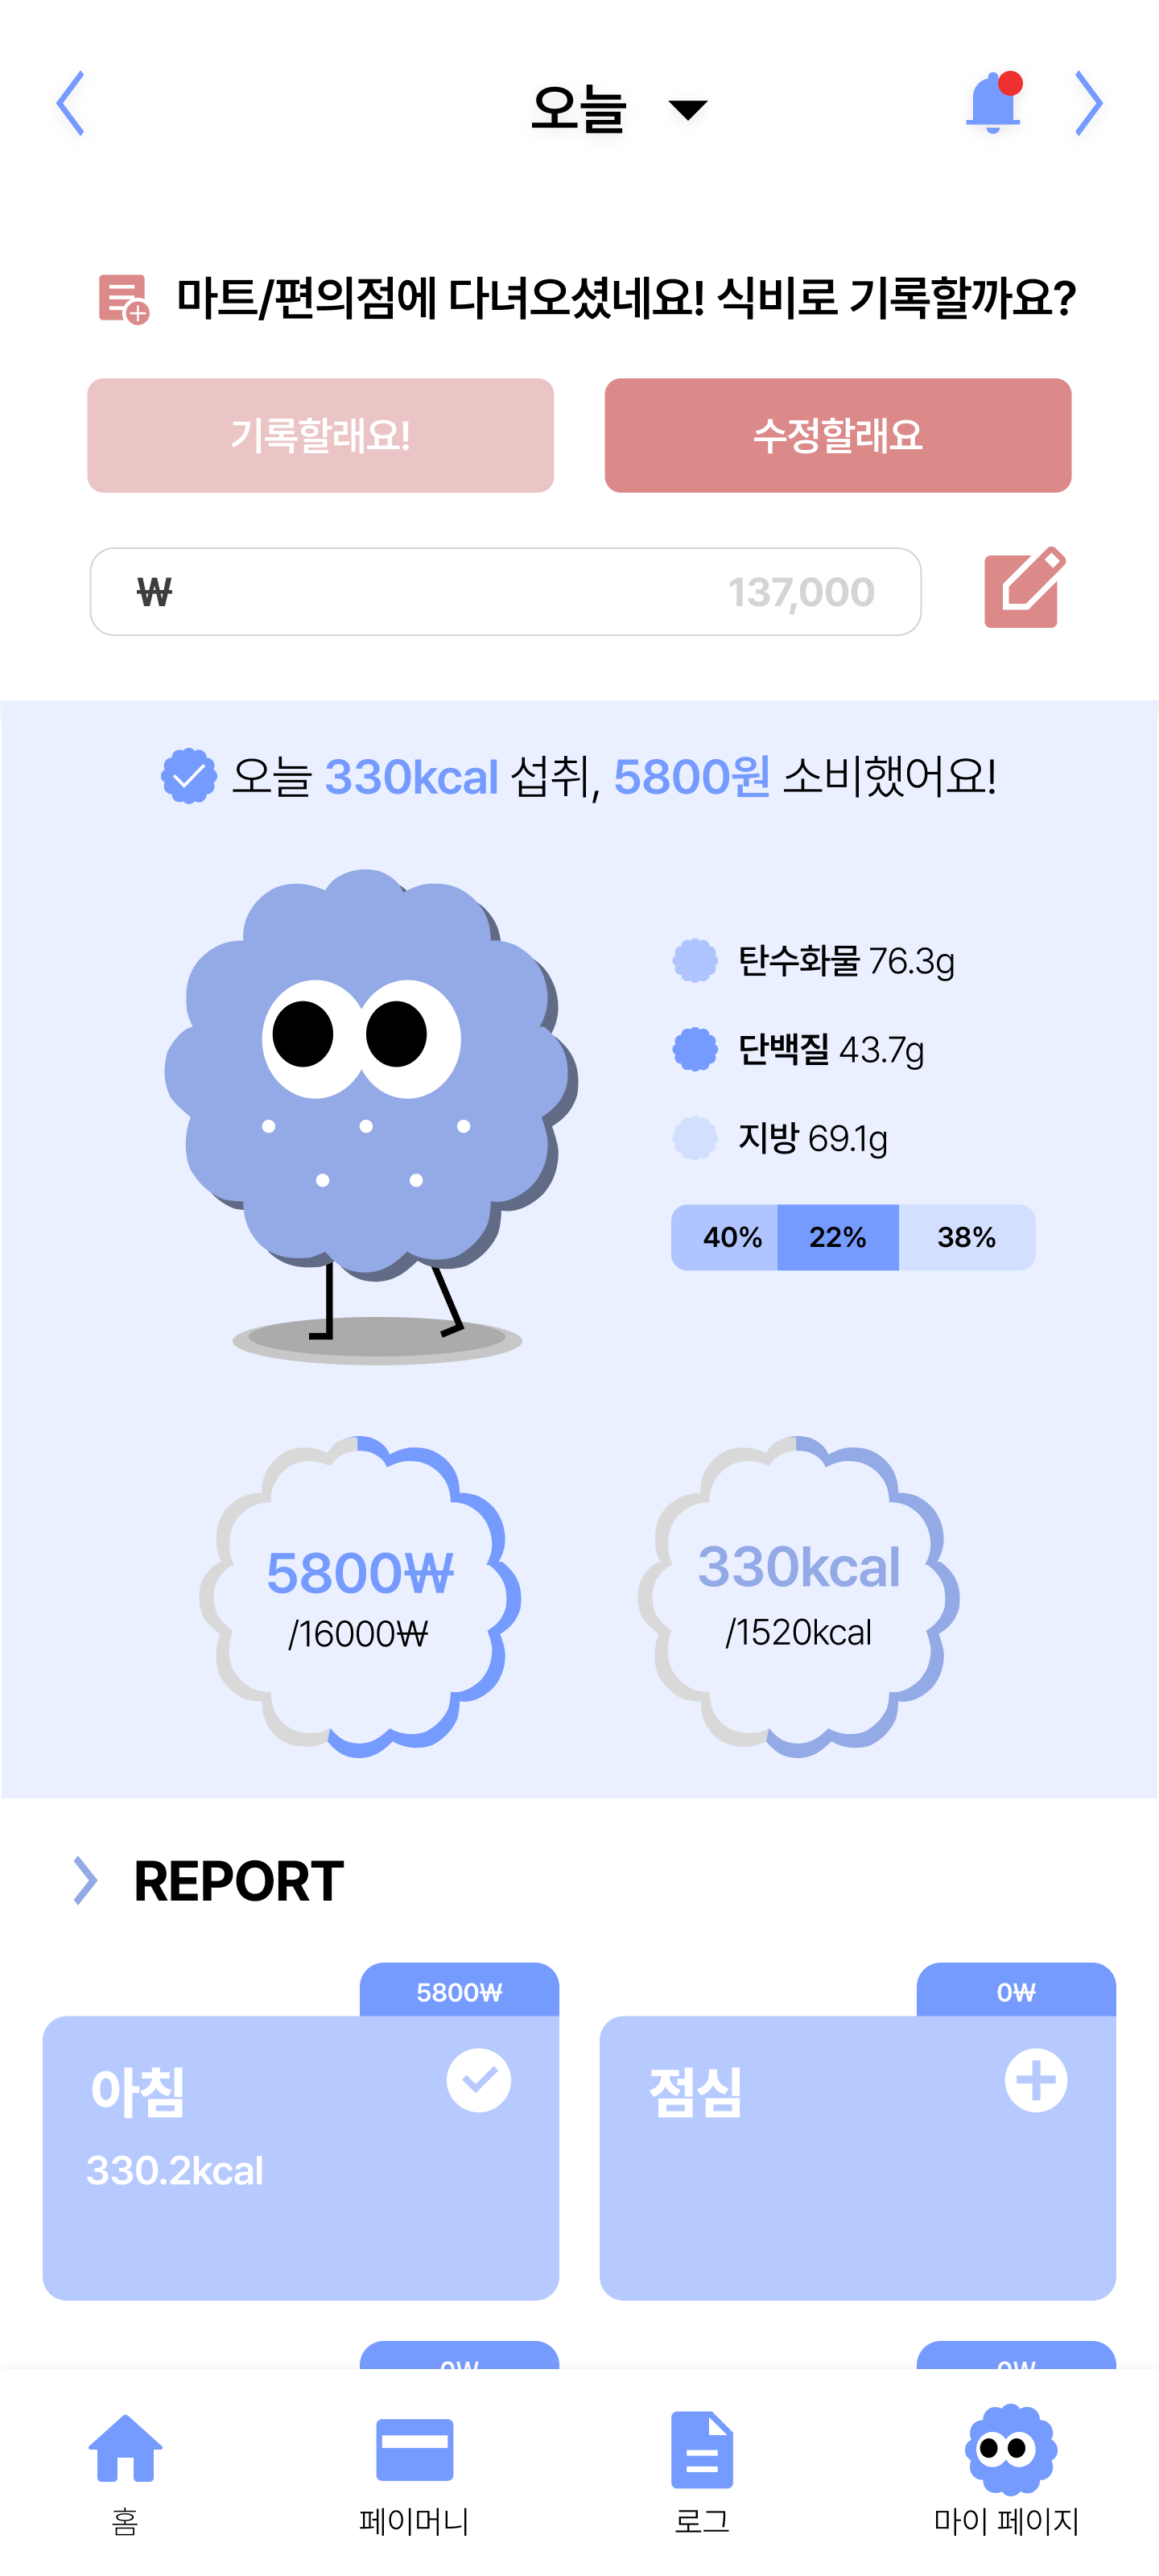 오늘
마트/편의점에 다녀오셨네요! 식비로 기록할까요?
기록할래요! 수정할래요
₩ 137,000
오늘 330kcal 섭취, 5800원 소비했어요!
탄수화물 76.3g
단백질 43.7g
지방 69.1g
40% 22% 38%
5800₩ 330kcal
/16000₩ /1520kcal
REPORT
5800₩ 0₩
아침 점심
330.2kcal
0₩ 0₩
홈 페이머니 로그 마이 페이지